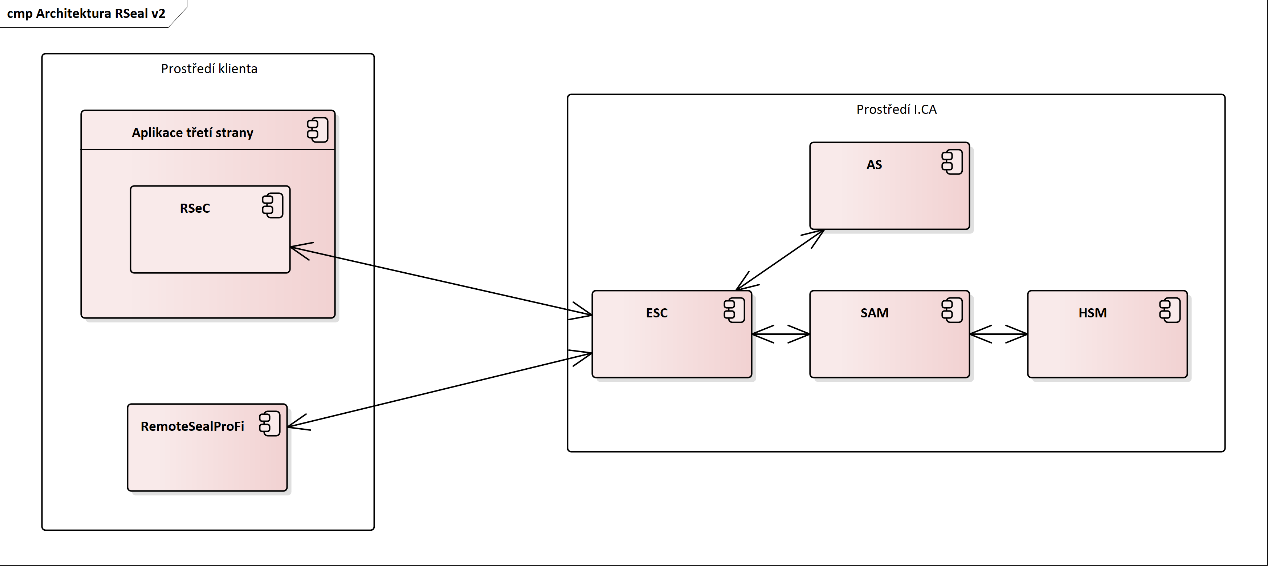 cmp Architektura RSeal v2
Prostředí klienta
Aplikace třetí strany
RSeC
RemoteSealProFi
Prostředí I.CA
AS
ESC
SAM
HSM